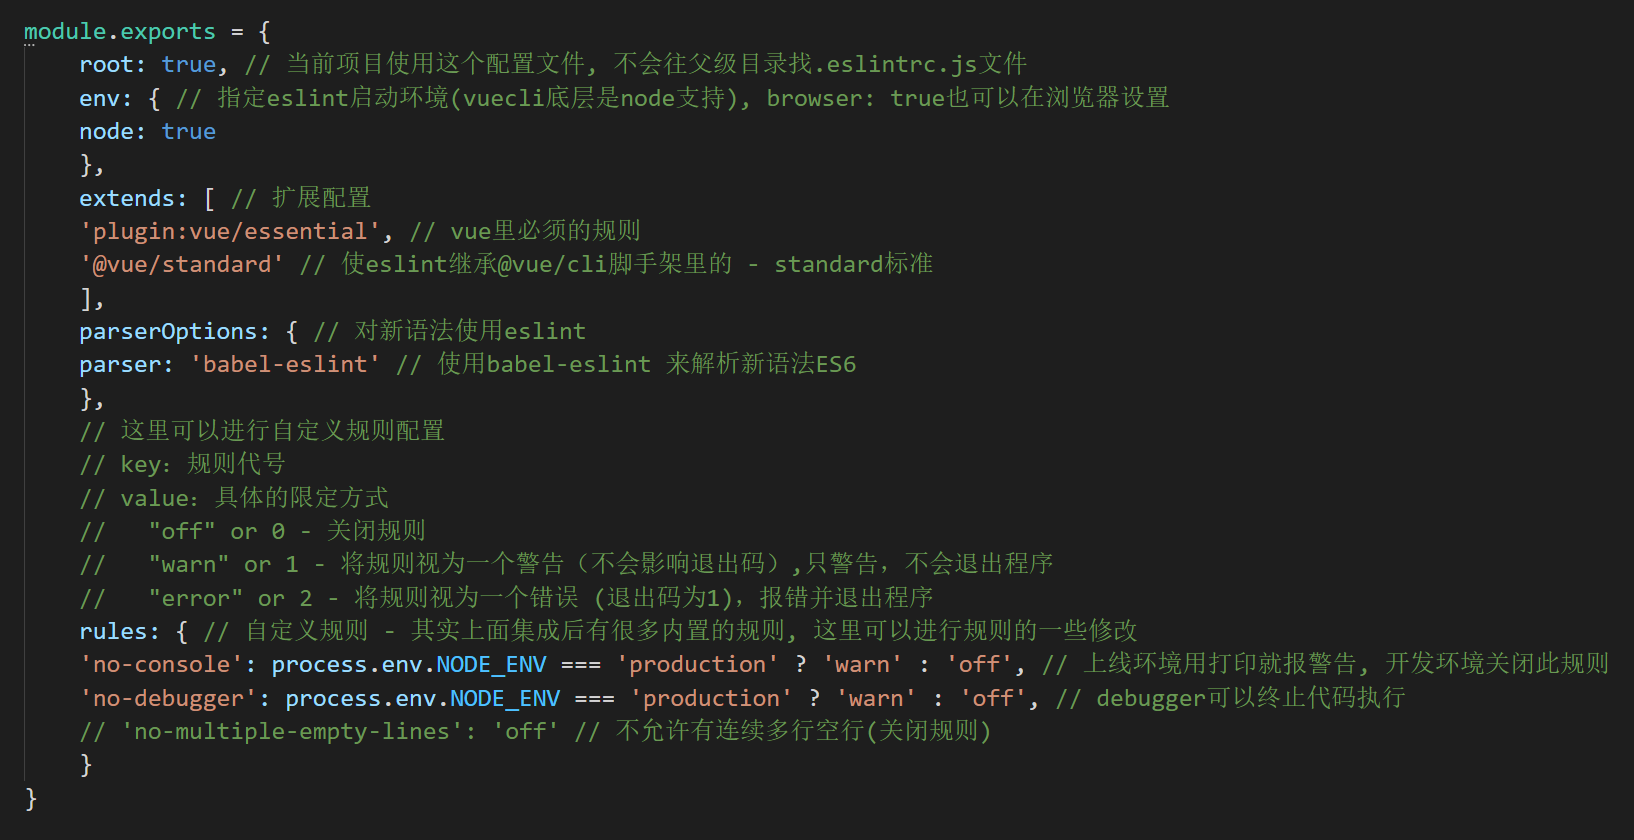 module.exports = {
root: true, // 当前项目使用这个配置文件, 不会往父级目录找.eslintrc.js文件
env: { // 指定eslint启动环境(vuecli底层是node支持), browser: true也可以在浏览器设置
node: true
},
extends: [ // 扩展配置
'plugin:vue/essential', // vue里必须的规则
'@vue/standard' // 使eslint继承@vue/cli脚手架里的 - standard标准
],
parserOptions: { // 对新语法使用eslint
parser: 'babel-eslint' // 使用babel-eslint 来解析新语法ES6
},
// 这里可以进行自定义规则配置
// key：规则代号
// value：具体的限定方式
//   "off" or 0 - 关闭规则
//   "warn" or 1 - 将规则视为一个警告（不会影响退出码）,只警告，不会退出程序
//   "error" or 2 - 将规则视为一个错误 (退出码为1)，报错并退出程序
rules: { // 自定义规则 - 其实上面集成后有很多内置的规则, 这里可以进行规则的一些修改
'no-console': process.env.NODE_ENV === 'production' ? 'warn' : 'off', // 上线环境用打印就报警告, 开发环境关闭此规则
'no-debugger': process.env.NODE_ENV === 'production' ? 'warn' : 'off', // debugger可以终止代码执行
// 'no-multiple-empty-lines': 'off' // 不允许有连续多行空行(关闭规则)
}
}